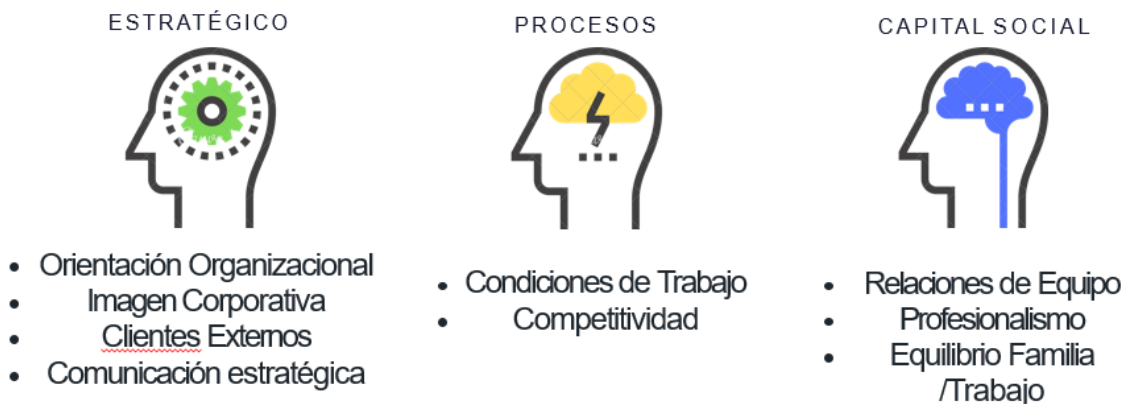 ESTRATÉGICO
PROCESOS
CAPITAL SOCIAL
• Orientación Organizacional
• Imagen Corporativa
• Clientes Externos
• Comunicación estratégica
• Condiciones de Trabajo
• Competitividad
• Relaciones de Equipo
• Profesionalismo
• Equilibrio Familia
/Trabajo